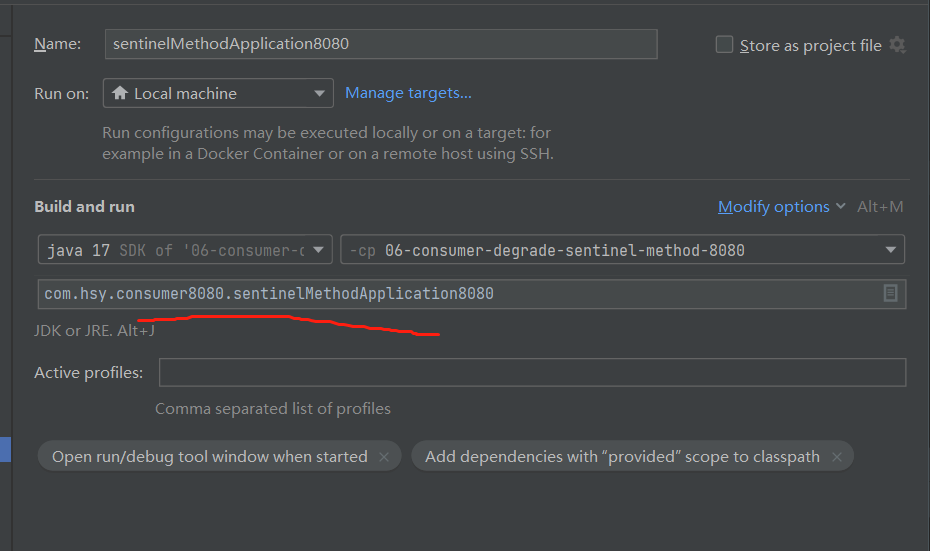 Name: sentinelMethodApplication8080 Store as project file
Run on: Local machine Manage targets...
Run configurations may be executed locally or on a target: for
example in a Docker Container or on a remote host using SSH.
Build and run Modify options Alt+M
java 17 SDK of '06-consumer-c -cp 06-consumer-degrade-sentinel-method-8080
com.hsy.consumer8080.sentinelMethodApplication8080
JDK or JRE. Alt+J
Active profiles:
Comma separated list of profiles
Open run/debug tool window when started × Add dependencies with “provided” scope to classpath ×